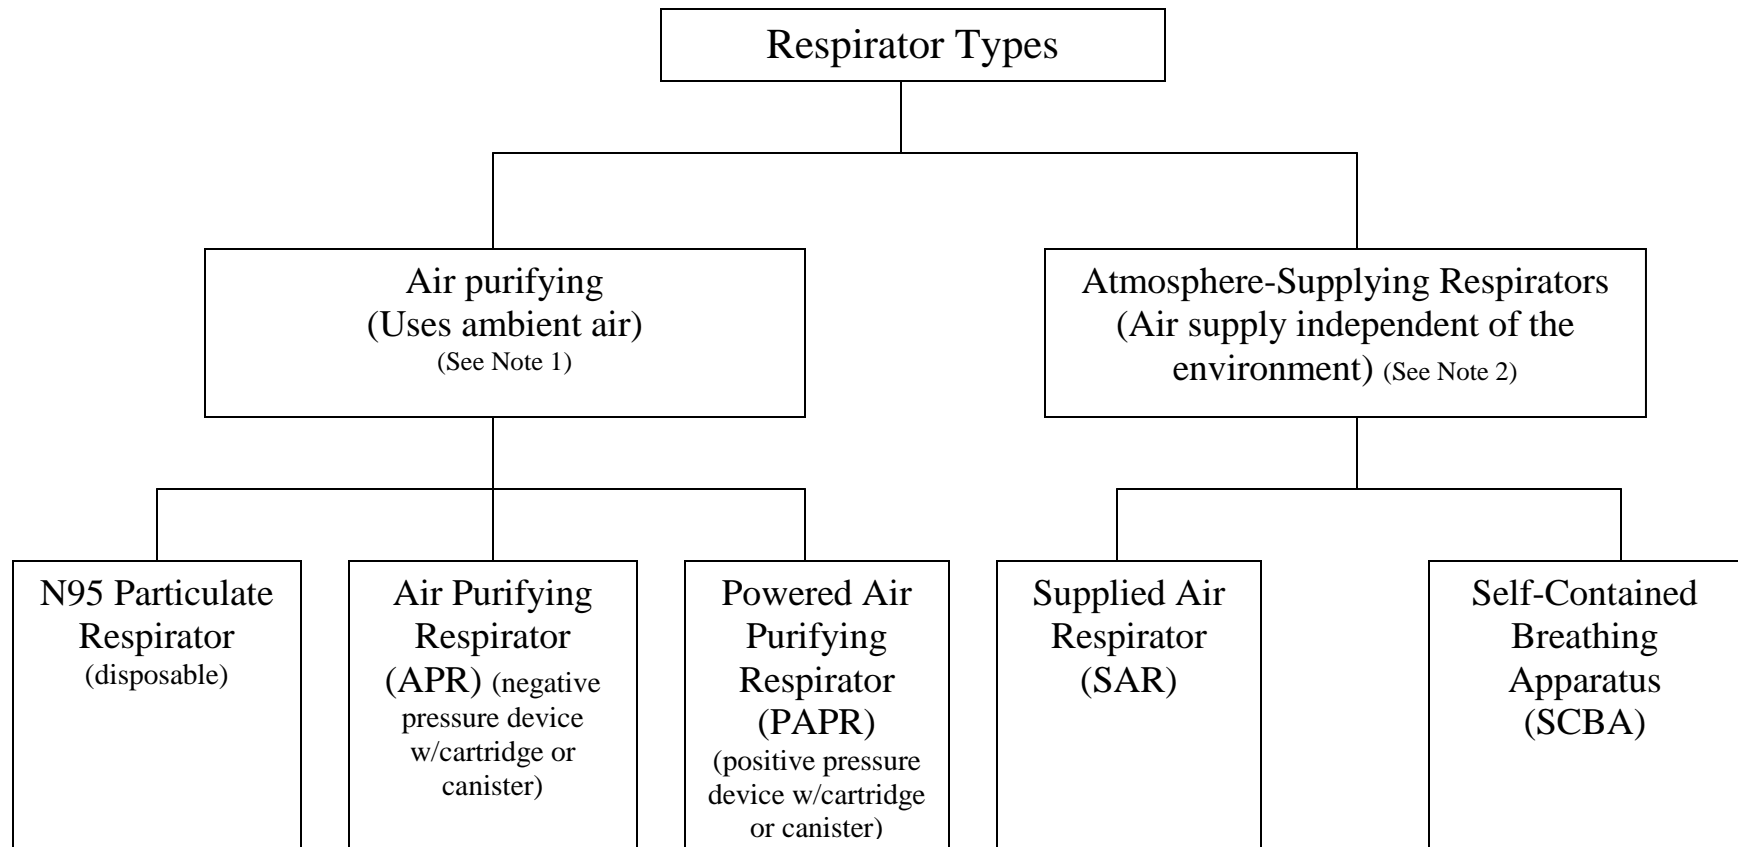 Respirator Types
Air purifying
(Uses ambient air)
(See Note 1)
Atmosphere-Supplying Respirators
(Air supply independent of the
environment) (See Note 2)
N95 Particulate
Respirator
(disposable)
Air Purifying
Respirator
(APR) (negative
pressure device
w/cartridge or
canister)
Powered Air
Purifying
Respirator
(PAPR)
(positive pressure
device w/cartridge
or canister)
Supplied Air
Respirator
(SAR)
Self-Contained
Breathing
Apparatus
(SCBA)